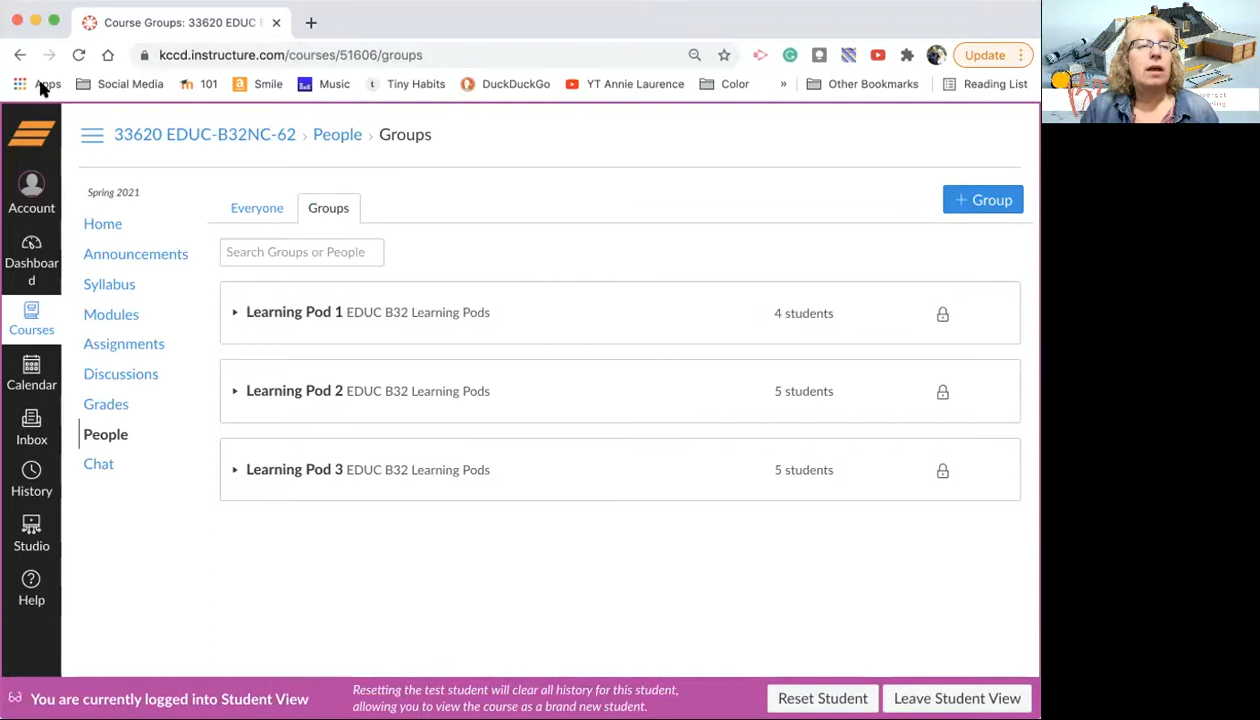 Course Groups: 33620 EDUC B
kccd.instructure.com/courses/51606/groups
Update
Apps
Social Media
101
Smile
Music
Tiny Habits
DuckDuckGo
YT Annie Laurence
Color
»
Other Bookmarks
Reading List
33620 EDUC-B32NC-62 › People › Groups
Account
Dashboar
d
Courses
Calendar
Inbox
History
Studio
Help
Spring 2021
Home
Announcements
Syllabus
Modules
Assignments
Discussions
Grades
People
Chat
Everyone
Groups
+ Group
Search Groups or People
Learning Pod 1 EDUC B32 Learning Pods 4 students
Learning Pod 2 EDUC B32 Learning Pods 5 students
Learning Pod 3 EDUC B32 Learning Pods 5 students
You are currently logged into Student View
Resetting the test student will clear all history for this student,
allowing you to view the course as a brand new student.
Reset Student
Leave Student View